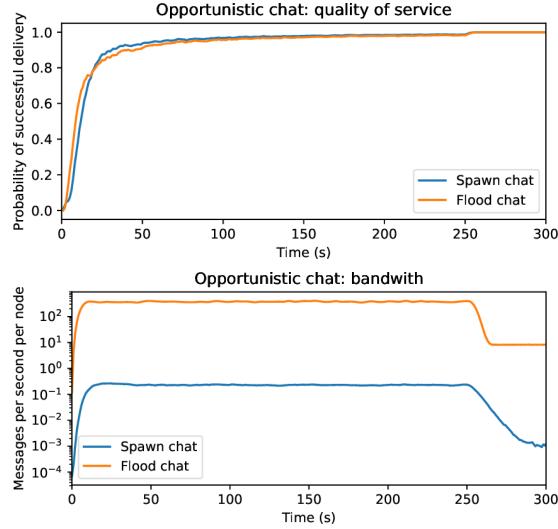 Opportunistic chat: quality of service
Probability of successful delivery
1.0
0.8
0.6
0.4
0.2
0.0
Spawn chat
Flood chat
0 50 100 150 200 250 300
Time (s)
Opportunistic chat: bandwith
Messages per second per node
10²
10¹
10⁰
10⁻¹
10⁻²
10⁻³
10⁻⁴
Spawn chat
Flood chat
0 50 100 150 200 250 300
Time (s)